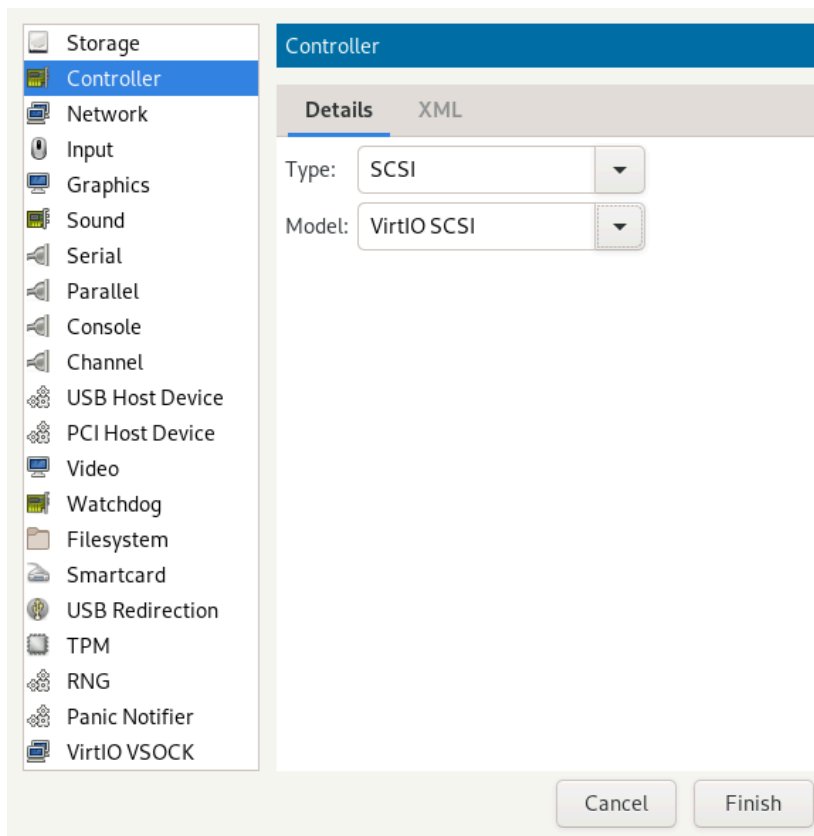 Storage
Controller
Network
Input
Graphics
Sound
Serial
Parallel
Console
Channel
USB Host Device
PCI Host Device
Video
Watchdog
Filesystem
Smartcard
USB Redirection
TPM
RNG
Panic Notifier
VirtIO VSOCK
Controller
Details XML
Type: SCSI
Model: VirtIO SCSI
Cancel Finish